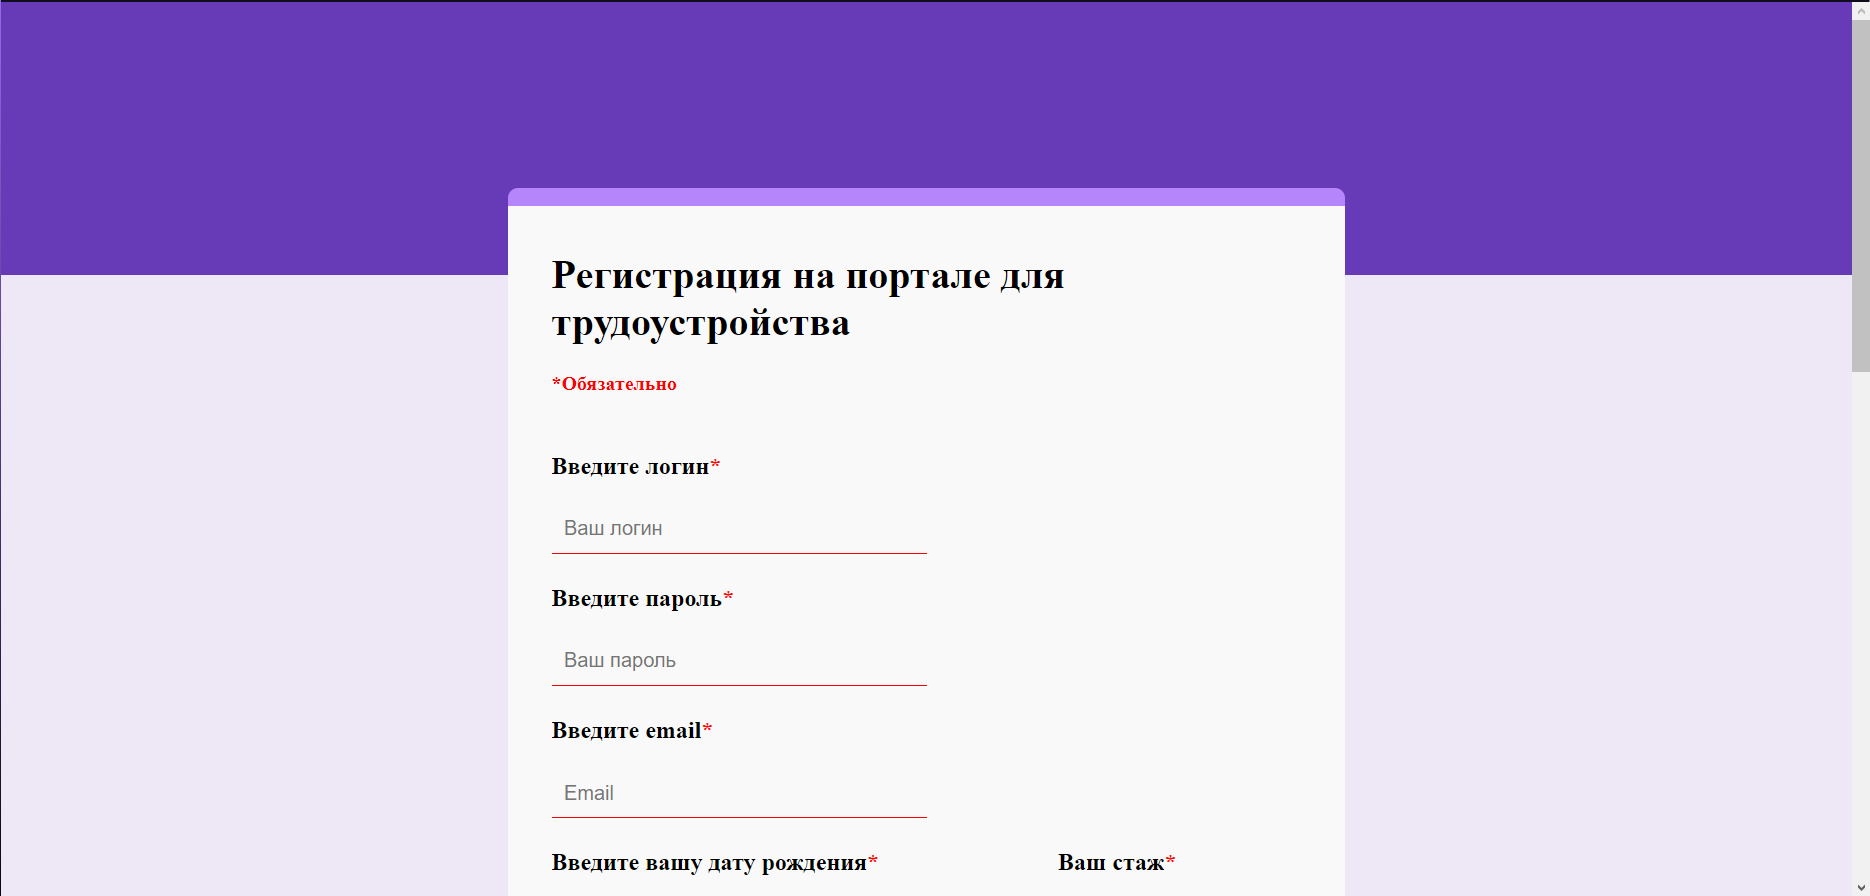 Регистрация на портале для
трудоустройства
*Обязательно
Введите логин*
Ваш логин
Введите пароль*
Ваш пароль
Введите email*
Email
Введите вашу дату рождения*
Ваш стаж*